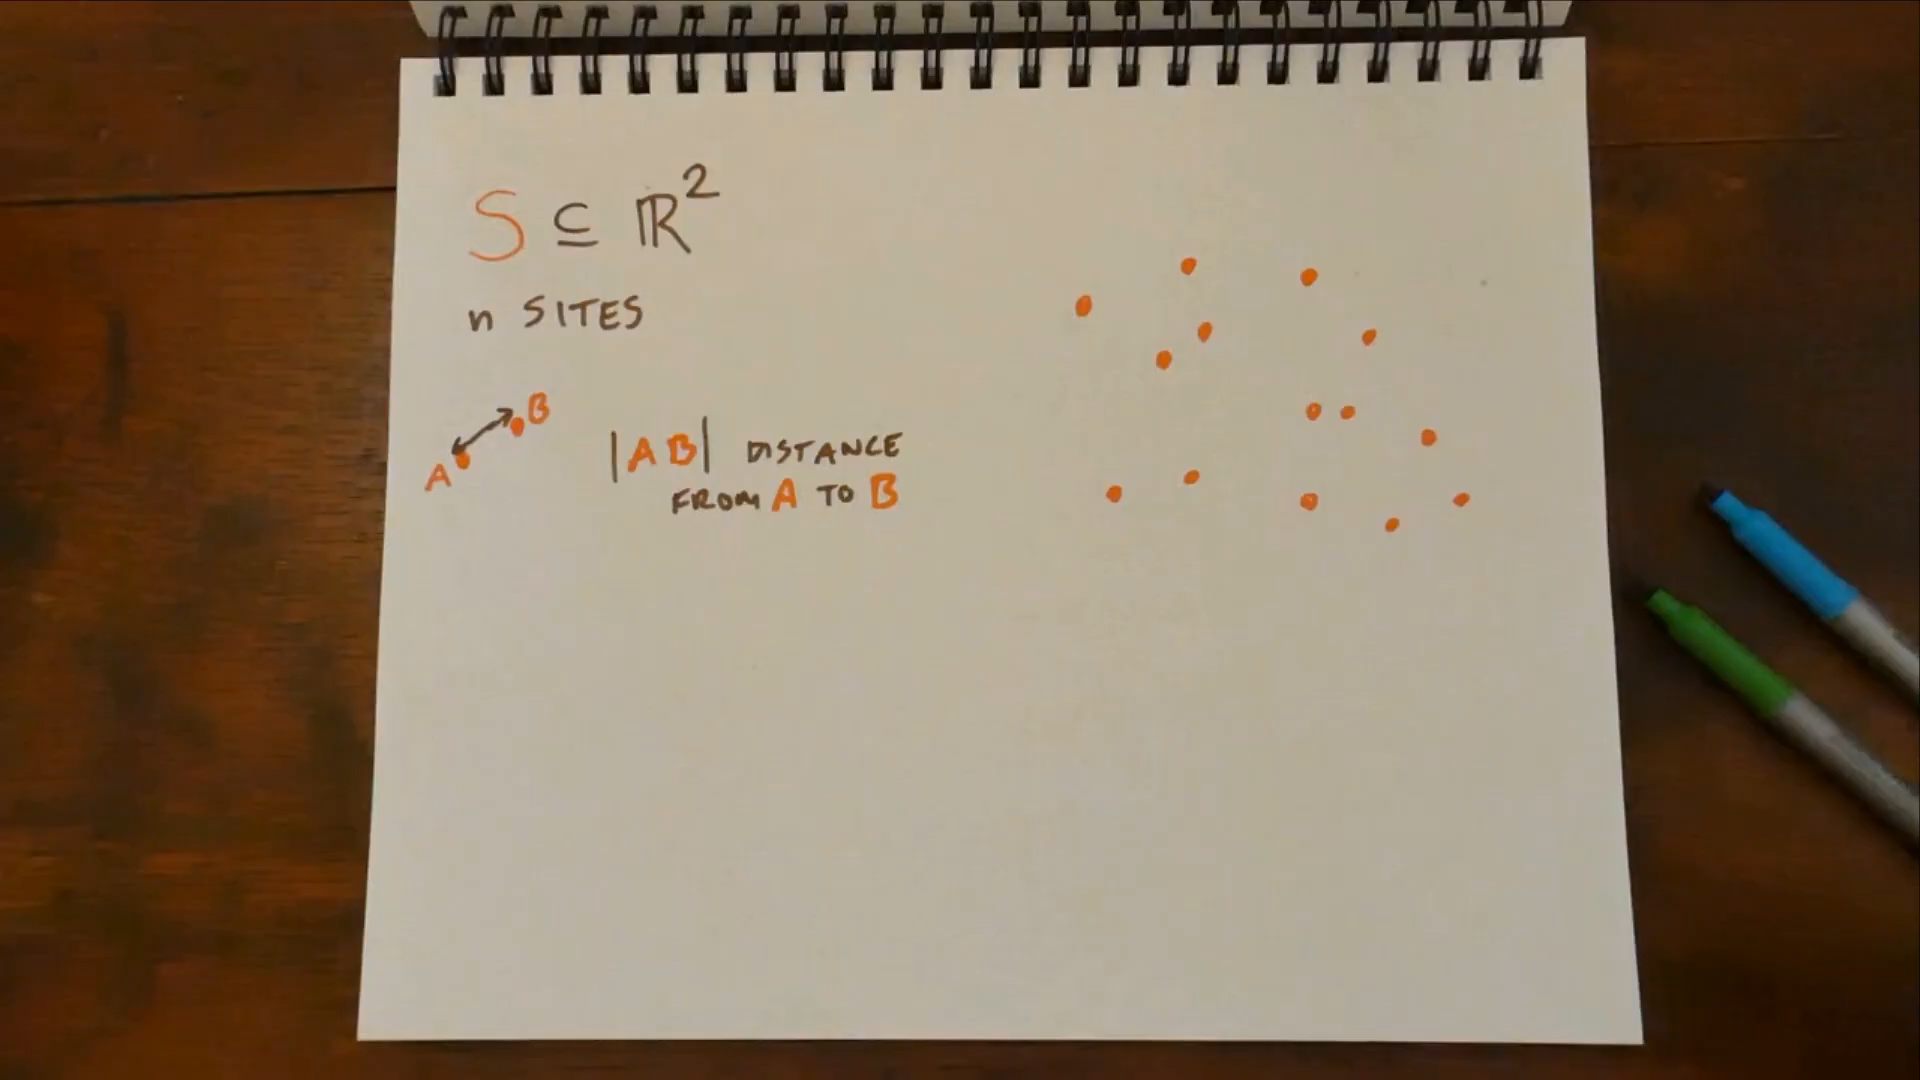 S ⊆ ℝ²
n SITES
B
A
|AB| DISTANCE
FROM A TO B